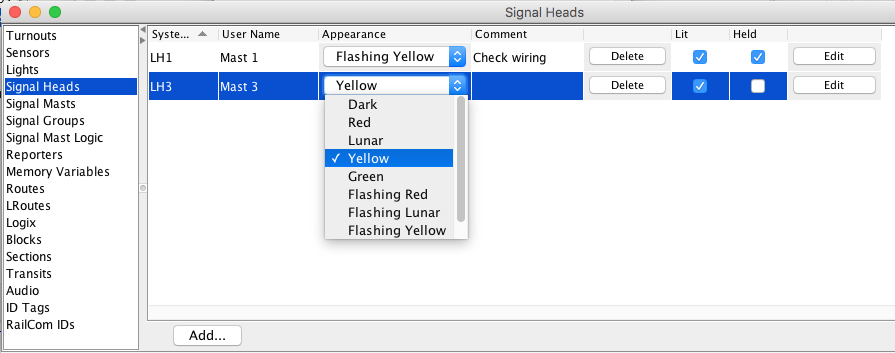 Signal Heads
Turnouts
Sensors
Lights
Signal Heads
Signal Masts
Signal Groups
Signal Mast Logic
Reporters
Memory Variables
Routes
LRoutes
Logix
Blocks
Sections
Transits
Audio
ID Tags
RailCom IDs
Syste... User Name Appearance Comment Lit Held
LH1 Mast 1 Flashing Yellow Check wiring Delete Edit
LH3 Mast 3 Yellow Delete Edit
Dark
Red
Lunar
✓ Yellow
Green
Flashing Red
Flashing Lunar
Flashing Yellow
Add...